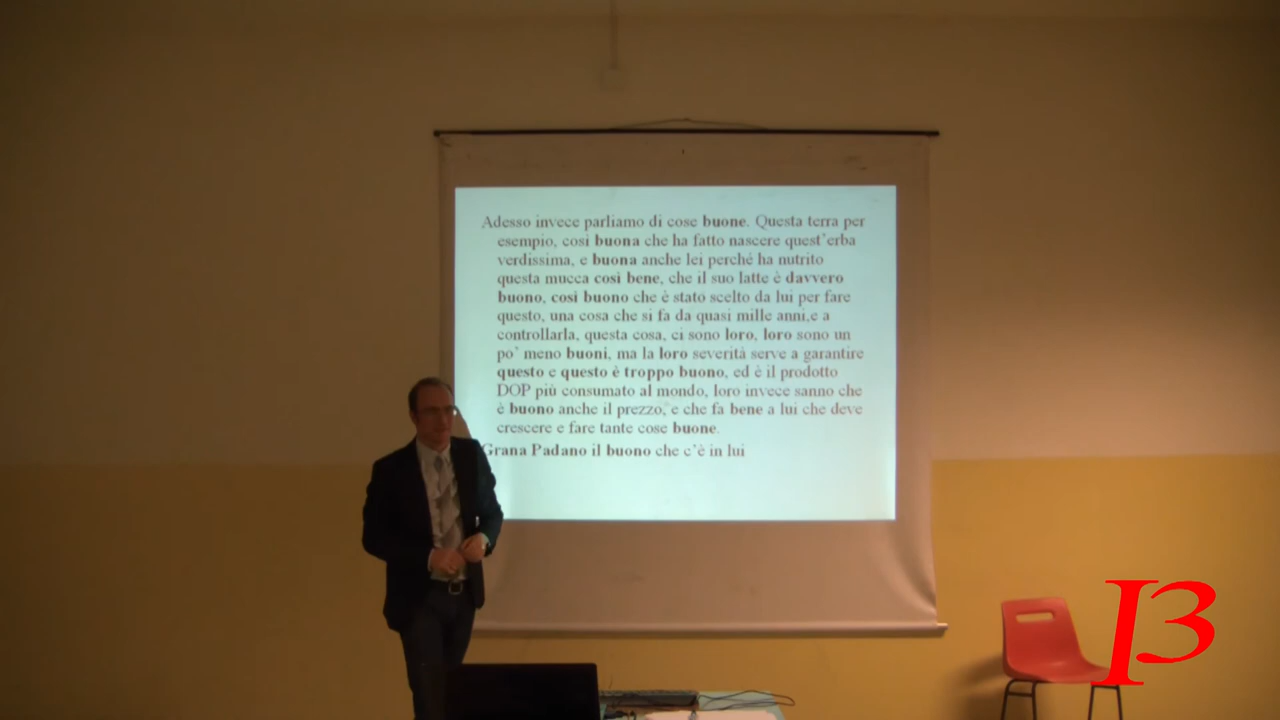 Adesso invece parliamo di cose buone. Questa terra per
esempio, così buona che ha fatto nascere quest'erba
verdissima, e buona anche lei perché ha nutrito
questa mucca così bene, che il suo latte è davvero
buono, così buono che è stato scelto da lui per fare
questo, una cosa che si fa da quasi mille anni,e a
controllarla, questa cosa, ci sono loro, loro sono un
po' meno buoni, ma la loro severità serve a garantire
questo e questo è troppo buono, ed è il prodotto
DOP più consumato al mondo, loro invece sanno che
è buono anche il prezzo, e che fa bene a lui che deve
crescere e fare tante cose buone.
Grana Padano il buono che c'è in lui
13